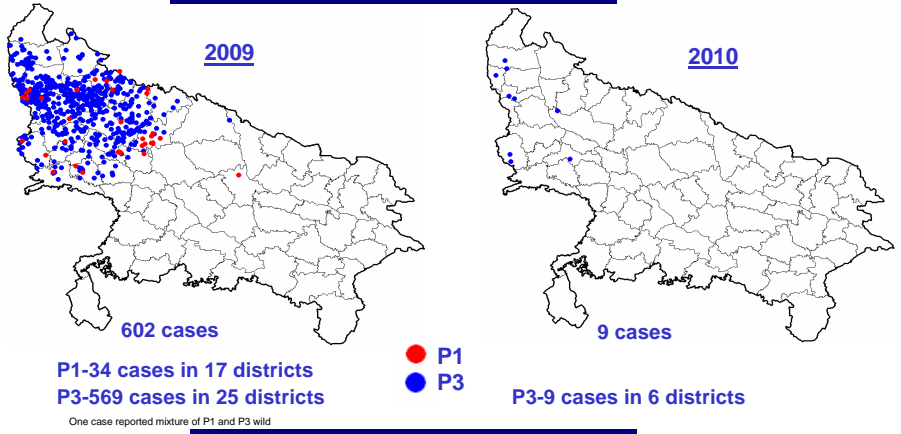 2009
2010
602 cases
9 cases
P1-34 cases in 17 districts
P3-569 cases in 25 districts
P1
P3
P3-9 cases in 6 districts
One case reported mixture of P1 and P3 wild